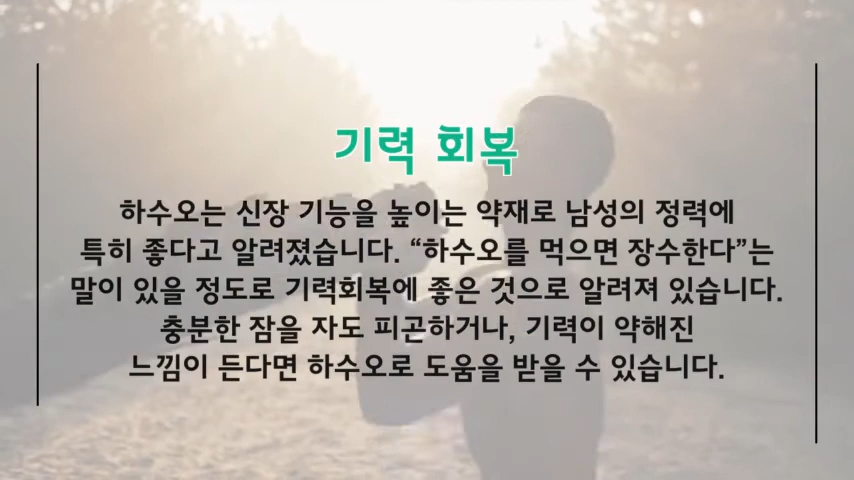 기력 회복
하수오는 신장 기능을 높이는 약재로 남성의 정력에
특히 좋다고 알려졌습니다. “하수오를 먹으면 장수한다”는
말이 있을 정도로 기력회복에 좋은 것으로 알려져 있습니다.
충분한 잠을 자도 피곤하거나, 기력이 약해진
느낌이 든다면 하수오로 도움을 받을 수 있습니다.